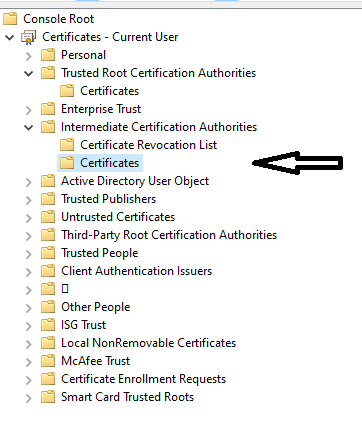 Console Root
Certificates - Current User
Personal
Trusted Root Certification Authorities
Certificates
Enterprise Trust
Intermediate Certification Authorities
Certificate Revocation List
Certificates
Active Directory User Object
Trusted Publishers
Untrusted Certificates
Third-Party Root Certification Authorities
Trusted People
Client Authentication Issuers
Other People
ISG Trust
Local NonRemovable Certificates
McAfee Trust
Certificate Enrollment Requests
Smart Card Trusted Roots